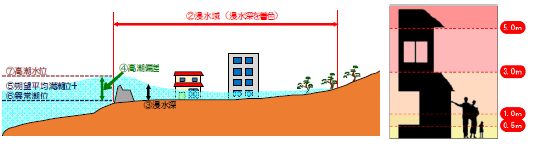 ②浸水域（浸水深を着色）
④高潮偏差
⑦高潮水位
⑤朔望平均満潮位+
⑥異常潮位
③浸水深
5.0m
3.0m
1.0m
0.5m